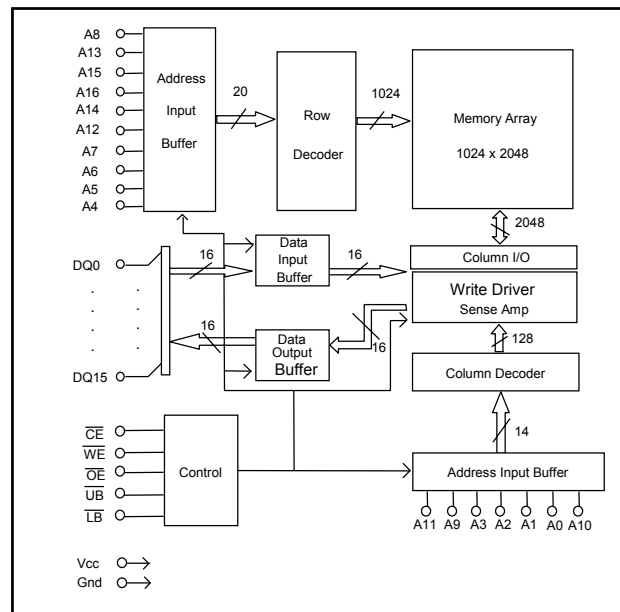 A8
A13
A15
A16
A14
A12
A7
A6
A5
A4
Address
Input
Buffer
20
Row
Decoder
1024
Memory Array
1024 x 2048
2048
Column I/O
Write Driver
Sense Amp
128
Column Decoder
14
Address Input Buffer
A11
A9
A3
A2
A1
A0
A10
DQ0
.
.
.
.
.
.
.
.
DQ15
16
Data
Input
Buffer
16
16
Data
Output
Buffer
16
CE
WE
OE
UB
LB
Control
Vcc
Gnd